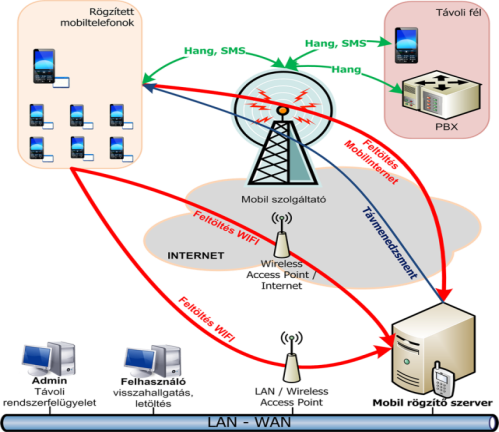 Rögzített
mobiltelefonok
Távoli fél
Hang, SMS
Hang, SMS
Hang
PBX
Feltöltés
Mobilinternet
Mobil szolgáltató
Feltöltés WIFI
Távmenedzsment
INTERNET
Wireless
Access Point /
Internet
Feltöltés WIFI
Admin
Távoli
rendszerfelügyelet
Felhasználó
visszahallgatás,
letöltés
LAN / Wireless
Access Point
Mobil rögzítő szerver
LAN - WAN